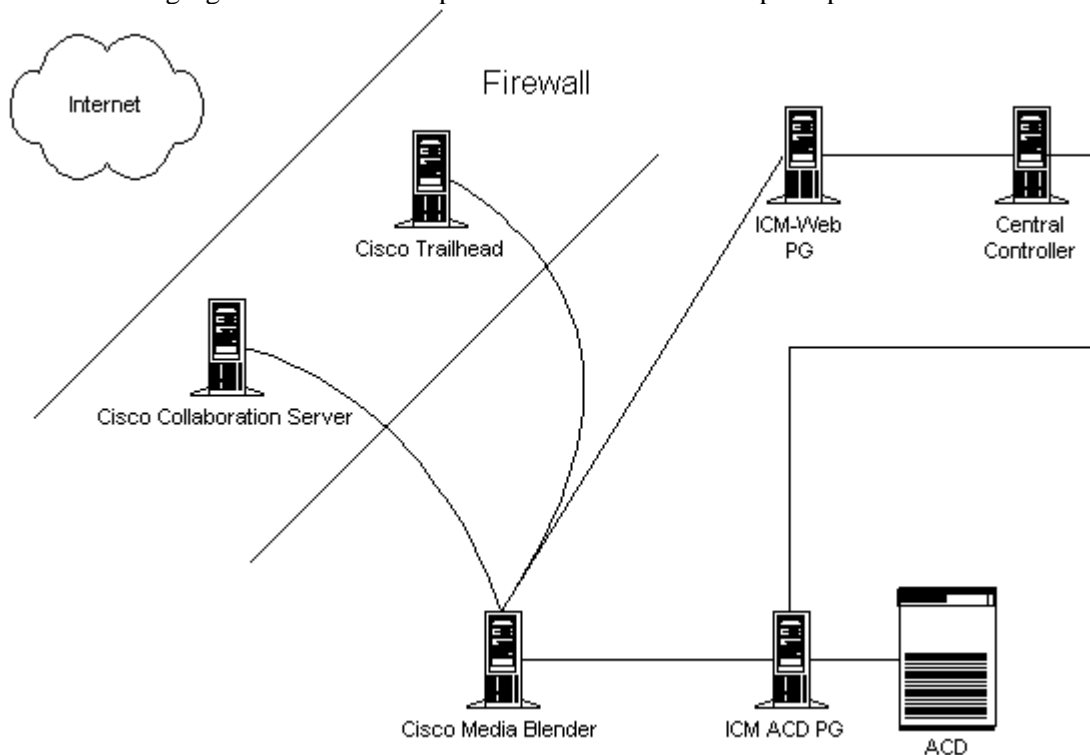 Internet
Firewall
Cisco Trailhead
ICM-Web
PG
Central
Controller
Cisco Collaboration Server
Cisco Media Blender
ICM ACD PG
ACD